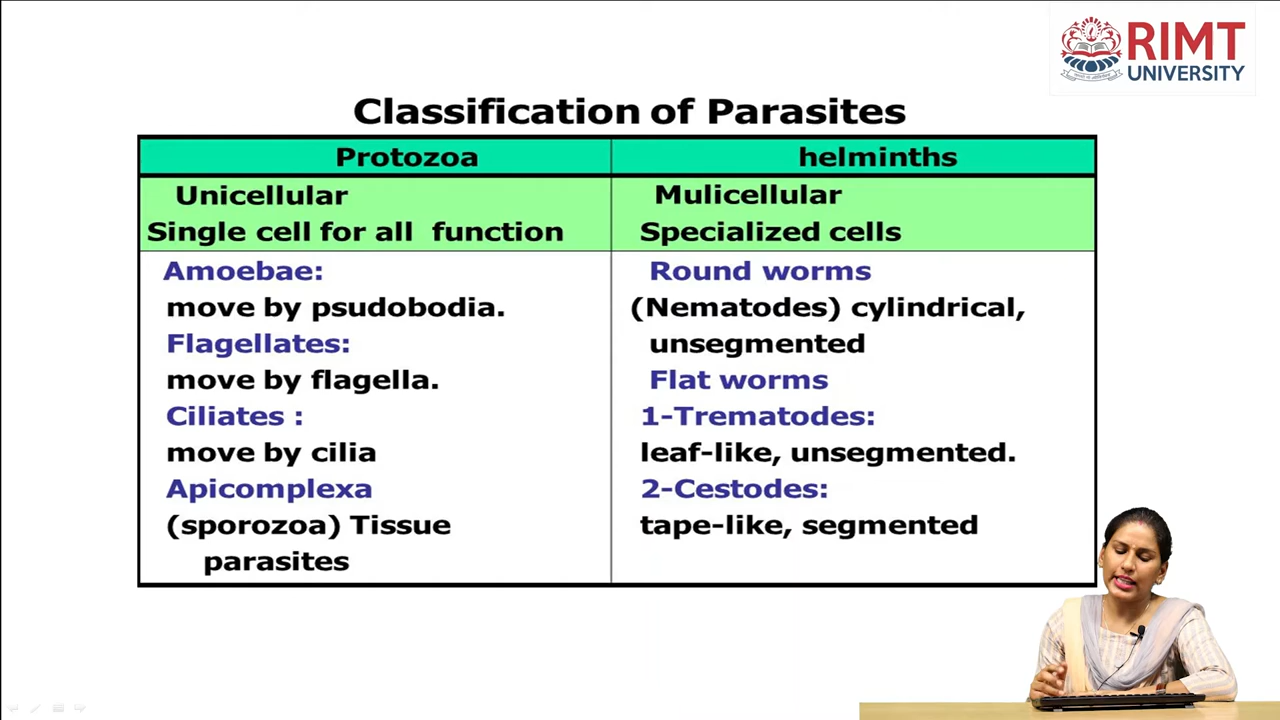 RIMT
UNIVERSITY
Classification of Parasites
Protozoa
helminths
Unicellular
Single cell for all function
Mulicellular
Specialized cells
Amoebae:
move by psudobodia.
Flagellates:
move by flagella.
Ciliates :
move by cilia
Apicomplexa
(sporozoa) Tissue
parasites
Round worms
(Nematodes) cylindrical,
unsegmented
Flat worms
1-Trematodes:
leaf-like, unsegmented.
2-Cestodes:
tape-like, segmented